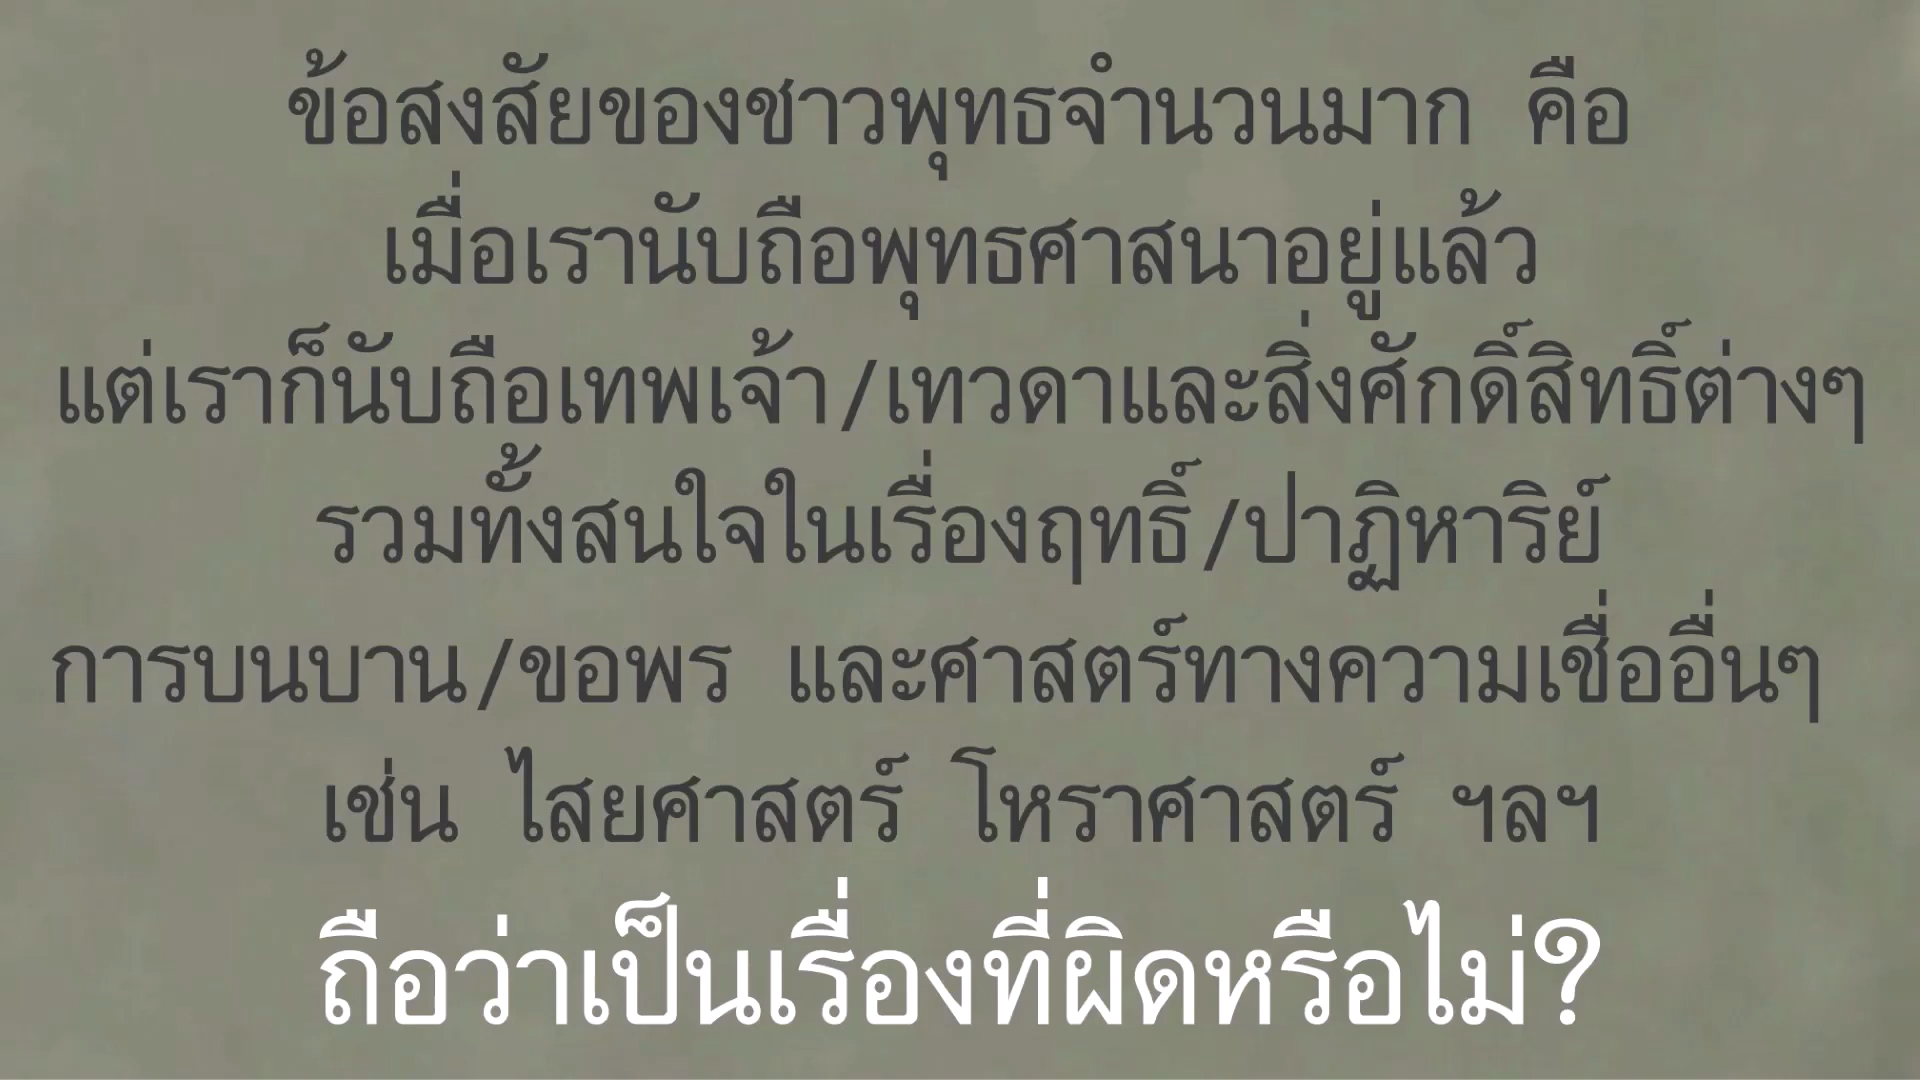 ข้อสงสัยของชาวพุทธจำนวนมาก คือ
เมื่อเรานับถือพุทธศาสนาอยู่แล้ว
แต่เราก็นับถือเทพเจ้า/เทวดาและสิ่งศักดิ์สิทธิ์ต่างๆ
รวมทั้งสนใจในเรื่องฤทธิ์/ปาฏิหาริย์
การบนบาน/ขอพร และศาสตร์ทางความเชื่ออื่นๆ
เช่น ไสยศาสตร์ โหราศาสตร์ ฯลฯ
ถือว่าเป็นเรื่องที่ผิดหรือไม่?